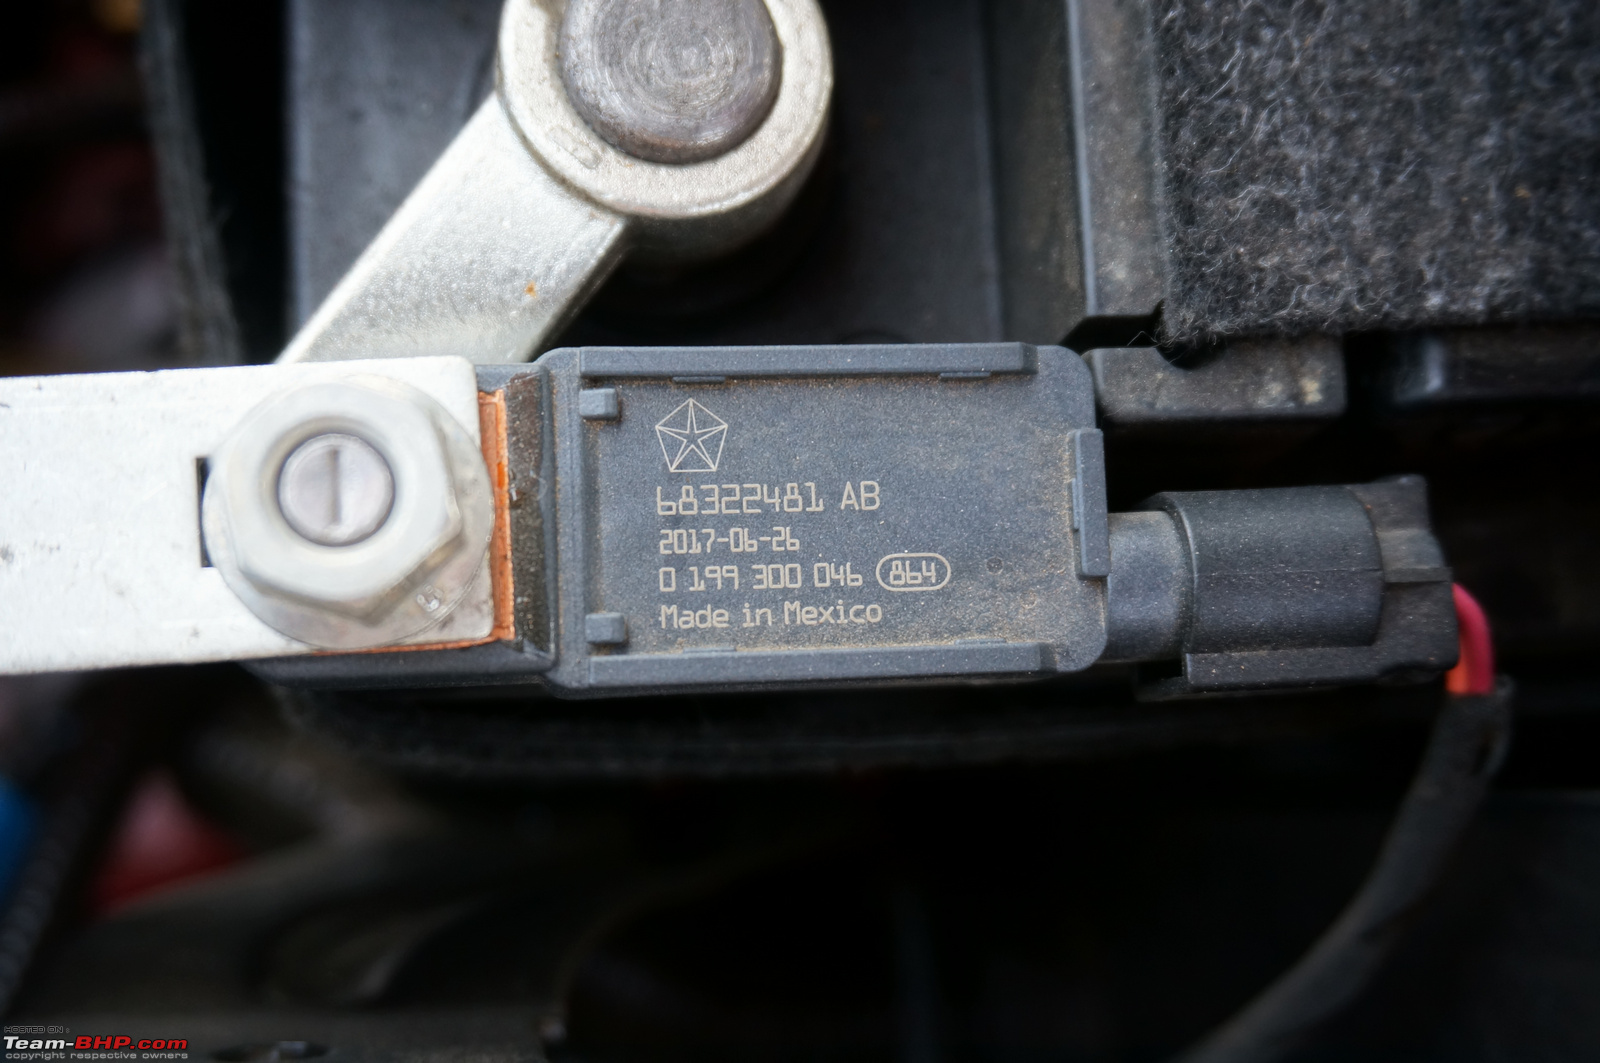 68322481 AB
2017-06-26
0 199 300 046 864
Made in Mexico
HOSTED ON :
Team-BHP.com
copyright respective owners